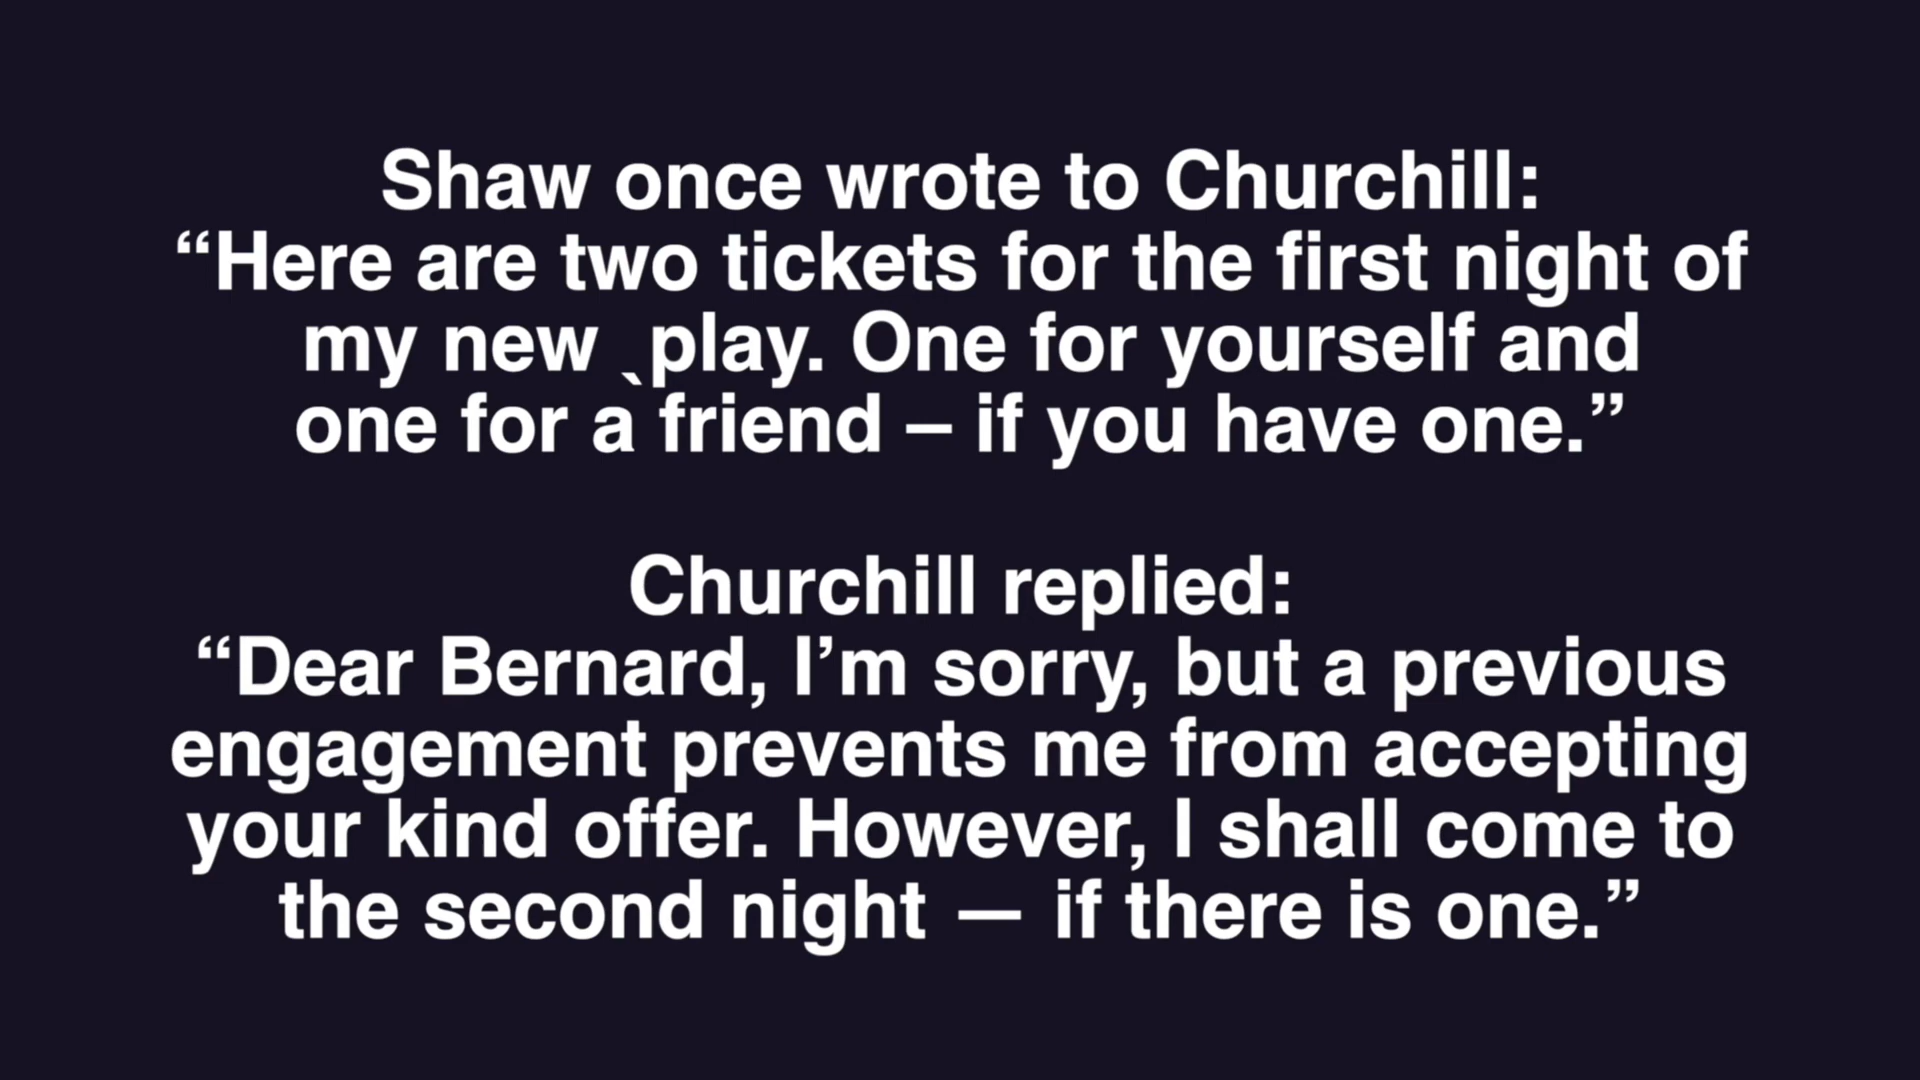 Shaw once wrote to Churchill:
“Here are two tickets for the first night of
my new ˎplay. One for yourself and
one for a friend – if you have one.”
Churchill replied:
“Dear Bernard, I’m sorry, but a previous
engagement prevents me from accepting
your kind offer. However, I shall come to
the second night — if there is one.”